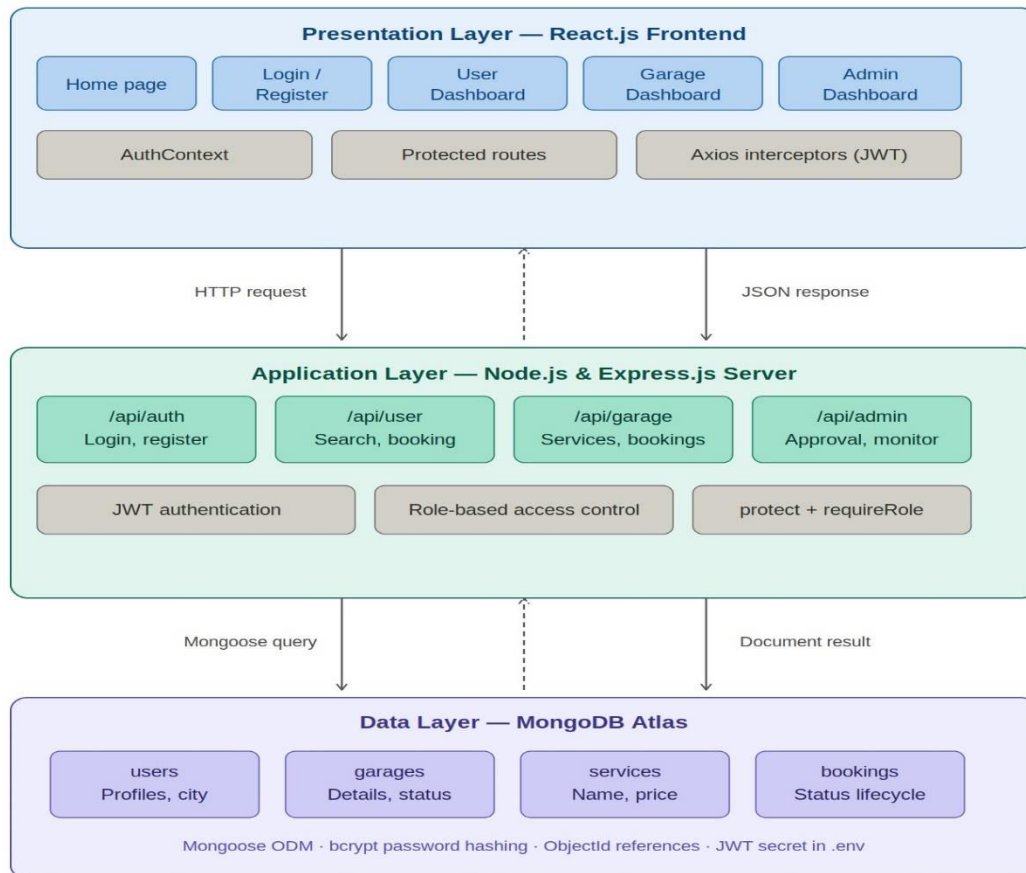 Presentation Layer — React.js Frontend
Home page
Login /
Register
User
Dashboard
Garage
Dashboard
Admin
Dashboard
AuthContext
Protected routes
Axios interceptors (JWT)
HTTP request
JSON response
Application Layer — Node.js & Express.js Server
/api/auth
Login, register
/api/user
Search, booking
/api/garage
Services, bookings
/api/admin
Approval, monitor
JWT authentication
Role-based access control
protect + requireRole
Mongoose query
Document result
Data Layer — MongoDB Atlas
users
Profiles, city
garages
Details, status
services
Name, price
bookings
Status lifecycle
Mongoose ODM · bcrypt password hashing · ObjectId references · JWT secret in .env